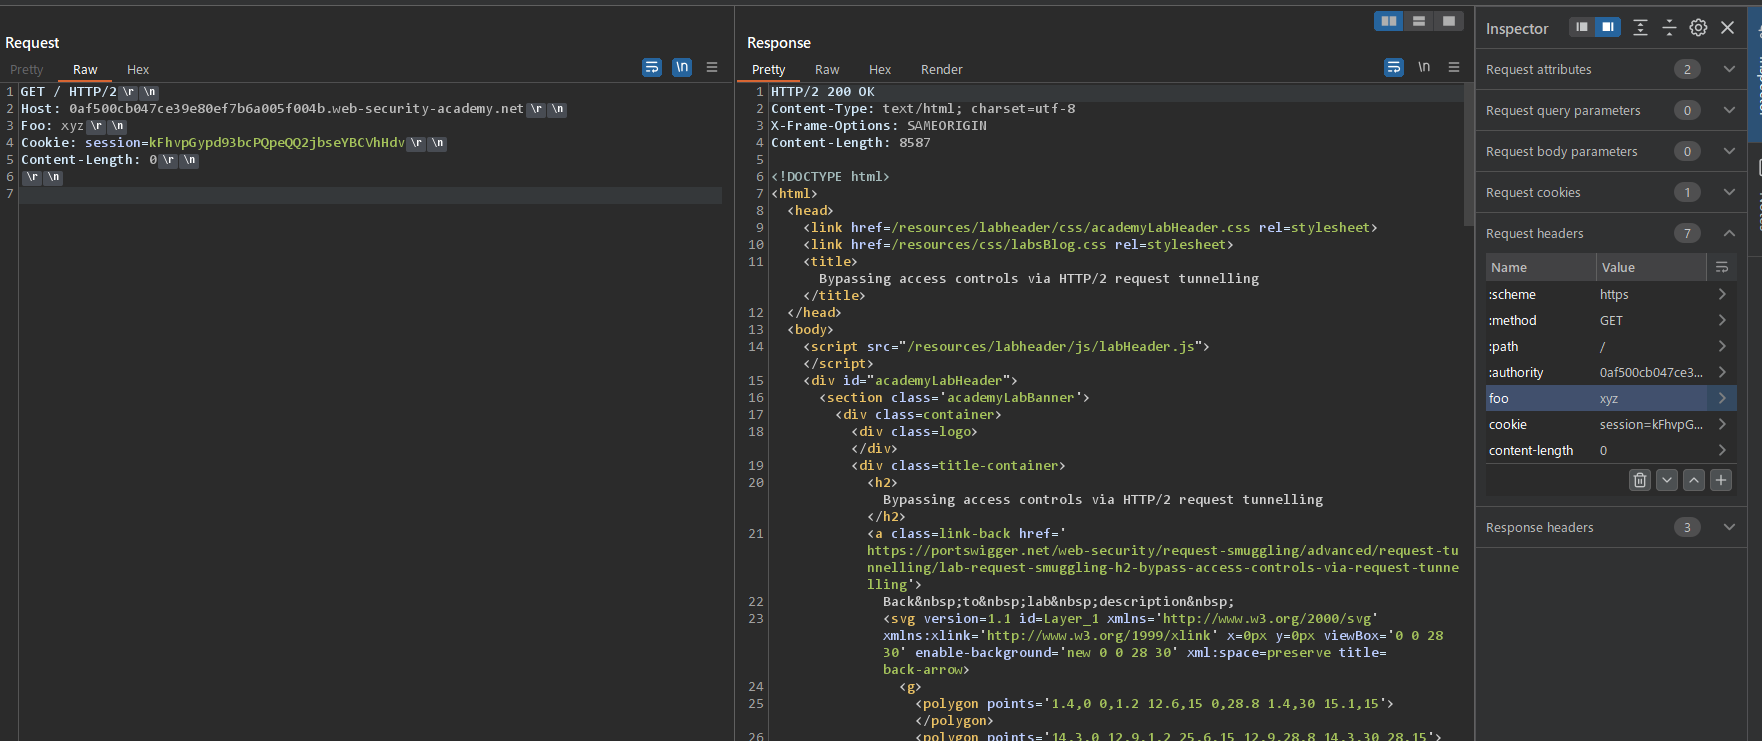 Request
Pretty Raw Hex \n
1 GET / HTTP/2 \r \n
2 Host: 0af500cb047ce39e80ef7b6a005f004b.web-security-academy.net \r \n
3 Foo: xyz \r \n
4 Cookie: session=kFhvpGypd93bcPQpeQQ2jbseYBCVhHdv \r \n
5 Content-Length: 0 \r \n
6 \r \n
7
Response
Pretty Raw Hex Render \n
1 HTTP/2 200 OK
2 Content-Type: text/html; charset=utf-8
3 X-Frame-Options: SAMEORIGIN
4 Content-Length: 8587
5
6 <!DOCTYPE html>
7 <html>
8 <head>
9 <link href=/resources/labheader/css/academyLabHeader.css rel=stylesheet>
10 <link href=/resources/css/labsBlog.css rel=stylesheet>
11 <title>
Bypassing access controls via HTTP/2 request tunnelling
</title>
12 </head>
13 <body>
14 <script src="/resources/labheader/js/labHeader.js">
</script>
15 <div id="academyLabHeader">
16 <section class='academyLabBanner'>
17 <div class=container>
18 <div class=logo>
</div>
19 <div class=title-container>
20 <h2>
Bypassing access controls via HTTP/2 request tunnelling
</h2>
21 <a class=link-back href='
https://portswigger.net/web-security/request-smuggling/advanced/request-tu
nnelling/lab-request-smuggling-h2-bypass-access-controls-via-request-tunne
lling'>
22 Back&nbsp;to&nbsp;lab&nbsp;description&nbsp;
23 <svg version=1.1 id=Layer_1 xmlns='http://www.w3.org/2000/svg'
xmlns:xlink='http://www.w3.org/1999/xlink' x=0px y=0px viewBox='0 0 28
30' enable-background='new 0 0 28 30' xml:space=preserve title=
back-arrow>
24 <g>
25 <polygon points='1.4,0 0,1.2 12.6,15 0,28.8 1.4,30 15.1,15'>
</polygon>
26 <polygon points='14.3,0 12.9,1.2 25.6,15 12.9,28.8 14.3,30 28,15'>
Inspector
Request attributes 2
Request query parameters 0
Request body parameters 0
Request cookies 1
Request headers 7
Name Value
:scheme https
:method GET
:path /
:authority 0af500cb047ce3...
foo xyz
cookie session=kFhvpG...
content-length 0
Response headers 3